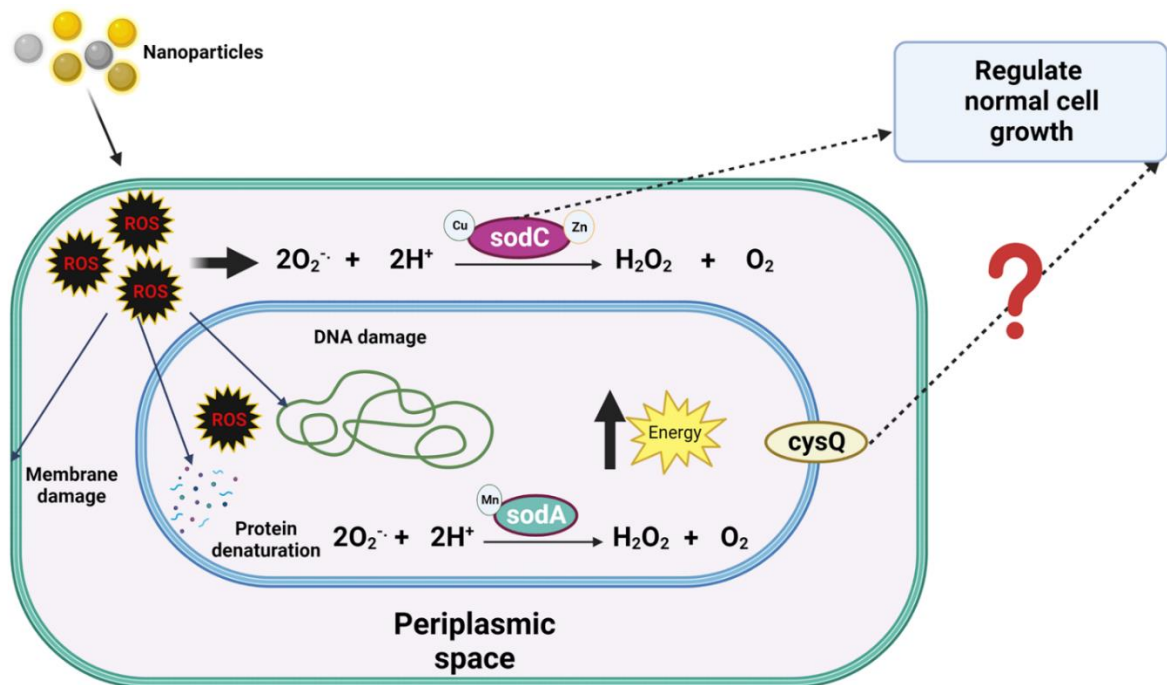 Nanoparticles
Regulate
normal cell
growth
ROS
ROS
ROS
Cu
sodC
Zn
2O₂⁻· + 2H⁺ H₂O₂ + O₂
DNA damage
ROS
Energy
cysQ
Membrane
damage
Mn
sodA
Protein
denaturation
2O₂⁻· + 2H⁺ H₂O₂ + O₂
Periplasmic
space
?